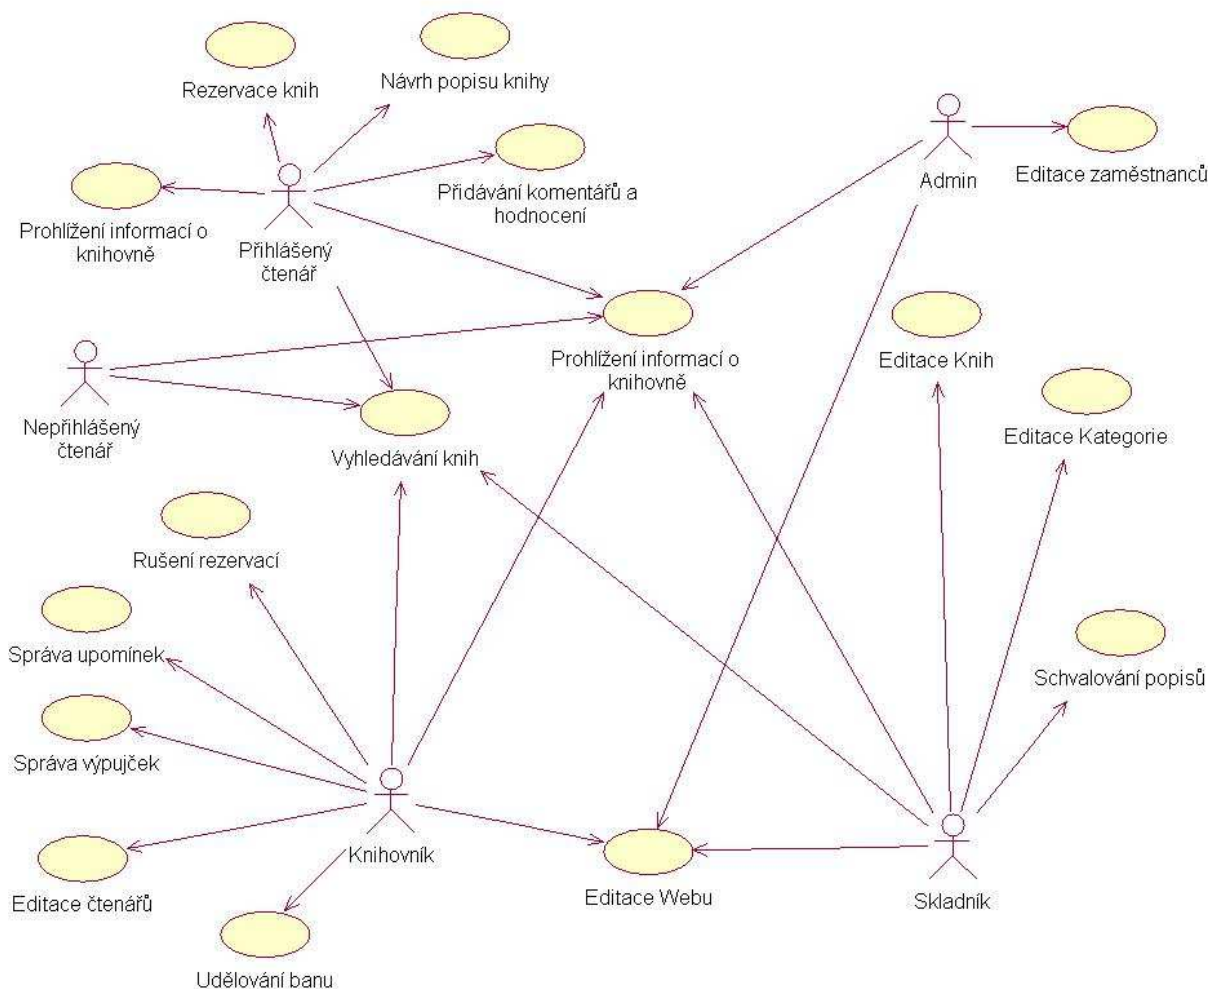 Návrh popisu knihy
Rezervace knih
Admin
Editace zaměstnanců
Přidávání komentářů a
hodnocení
Prohlížení informací o
knihovně
Přihlášený
čtenář
Prohlížení informací o
knihovně
Editace Knih
Nepřihlášený
čtenář
Vyhledávání knih
Editace Kategorie
Rušení rezervací
Správa upomínek
Schvalování popisů
Správa výpujček
Knihovník
Editace čtenářů
Editace Webu
Skladník
Udělování banu